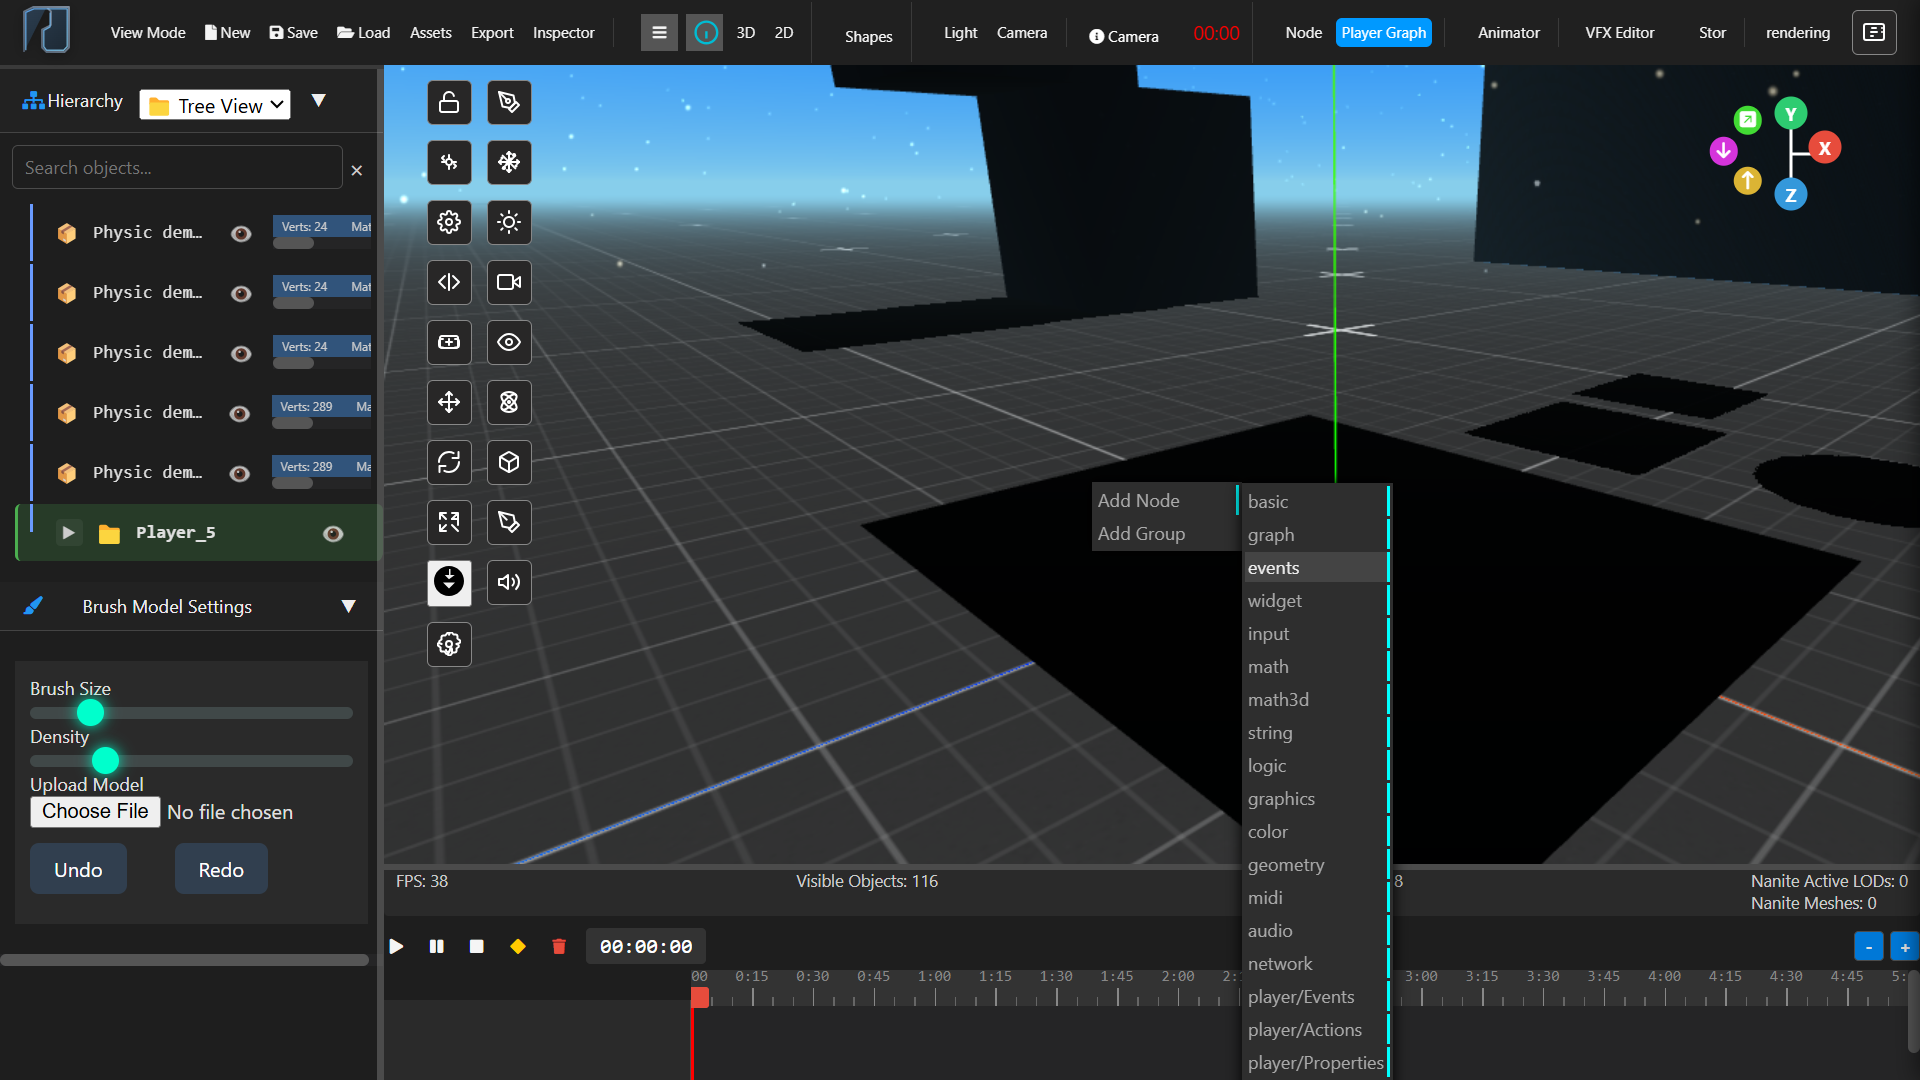 View Mode New Save Load Assets Export Inspector 3D 2D Shapes Light Camera Camera 00:00 Node Player Graph Animator VFX Editor Stor rendering
Hierarchy Tree View ▼
Search objects... ×
Physic dem… Verts: 24 Mat
Physic dem… Verts: 24 Mat
Physic dem… Verts: 24 Mat
Physic dem… Verts: 289 Ma
Physic dem… Verts: 289 Ma
Player_5
Brush Model Settings ▼
Brush Size
Density
Upload Model
Choose File No file chosen
Undo Redo
Y
X
Z
Add Node
Add Group
basic
graph
events
widget
input
math
math3d
string
logic
graphics
color
geometry
midi
audio
network
player/Events
player/Actions
player/Properties
FPS: 38 Visible Objects: 116 8 Nanite Active LODs: 0
Nanite Meshes: 0
00:00:00 - +
00 0:15 0:30 0:45 1:00 1:15 1:30 1:45 2:00 2: 3:00 3:15 3:30 3:45 4:00 4:15 4:30 4:45 5: